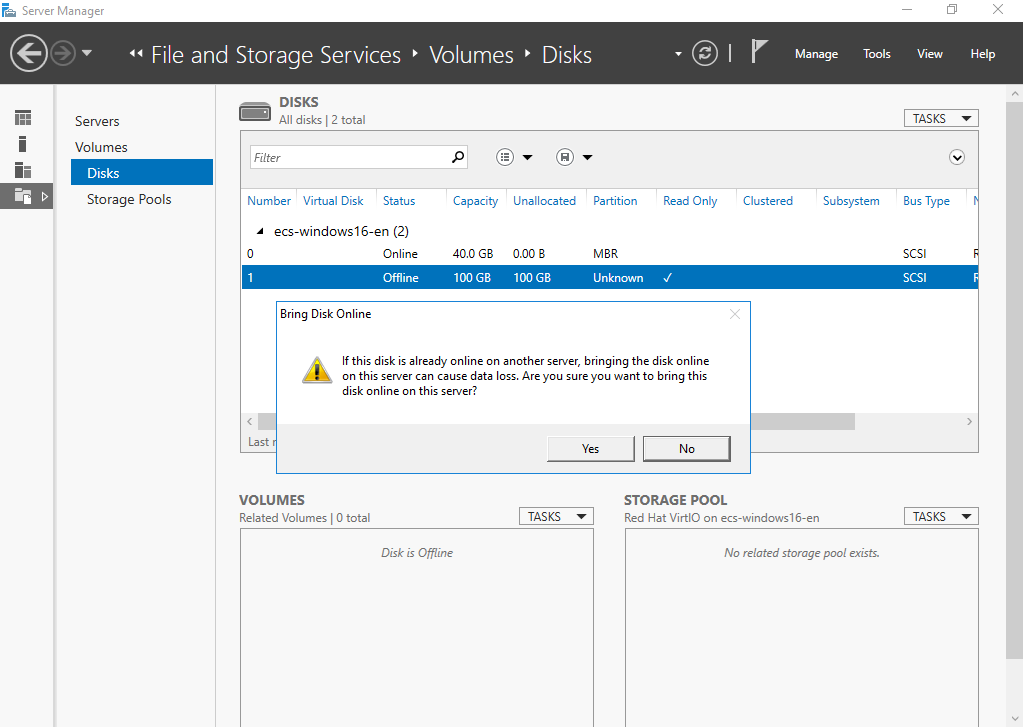 Server Manager
File and Storage Services Volumes Disks
Manage Tools View Help
Servers
Volumes
Disks
Storage Pools
DISKS
All disks | 2 total
TASKS
Filter
Number Virtual Disk Status Capacity Unallocated Partition Read Only Clustered Subsystem Bus Type
ecs-windows16-en (2)
0 Online 40.0 GB 0.00 B MBR SCSI
1 Offline 100 GB 100 GB Unknown ✓ SCSI
Bring Disk Online
If this disk is already online on another server, bringing the disk online
on this server can cause data loss. Are you sure you want to bring this
disk online on this server?
Yes No
Last
VOLUMES
Related Volumes | 0 total
TASKS
Disk is Offline
STORAGE POOL
Red Hat VirtIO on ecs-windows16-en
TASKS
No related storage pool exists.